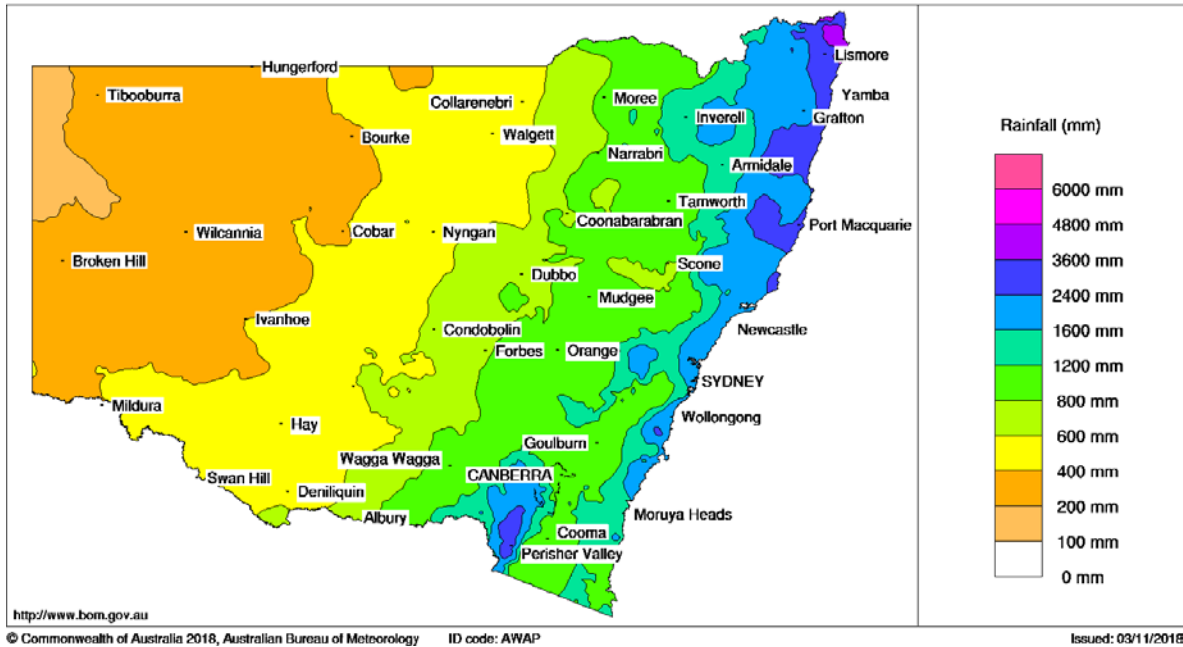 Hungerford
Lismore
Tibooburra
Collarenebri
Moree
Yamba
Inverell
Grafton
Bourke
Walgett
Narrabri
Armidale
Tamworth
Coonabarabran
Port Macquarie
Wilcannia
Cobar
Nyngan
Broken Hill
Scone
Dubbo
Mudgee
Ivanhoe
Newcastle
Condobolin
Forbes
Orange
SYDNEY
Mildura
Wollongong
Hay
Goulburn
Wagga Wagga
CANBERRA
Swan Hill
Deniliquin
Albury
Moruya Heads
Cooma
Perisher Valley
Rainfall (mm)
6000 mm
4800 mm
3600 mm
2400 mm
1600 mm
1200 mm
800 mm
600 mm
400 mm
200 mm
100 mm
0 mm
http://www.bom.gov.au
© Commonwealth of Australia 2018, Australian Bureau of Meteorology ID code: AWAP Issued: 03/11/2018